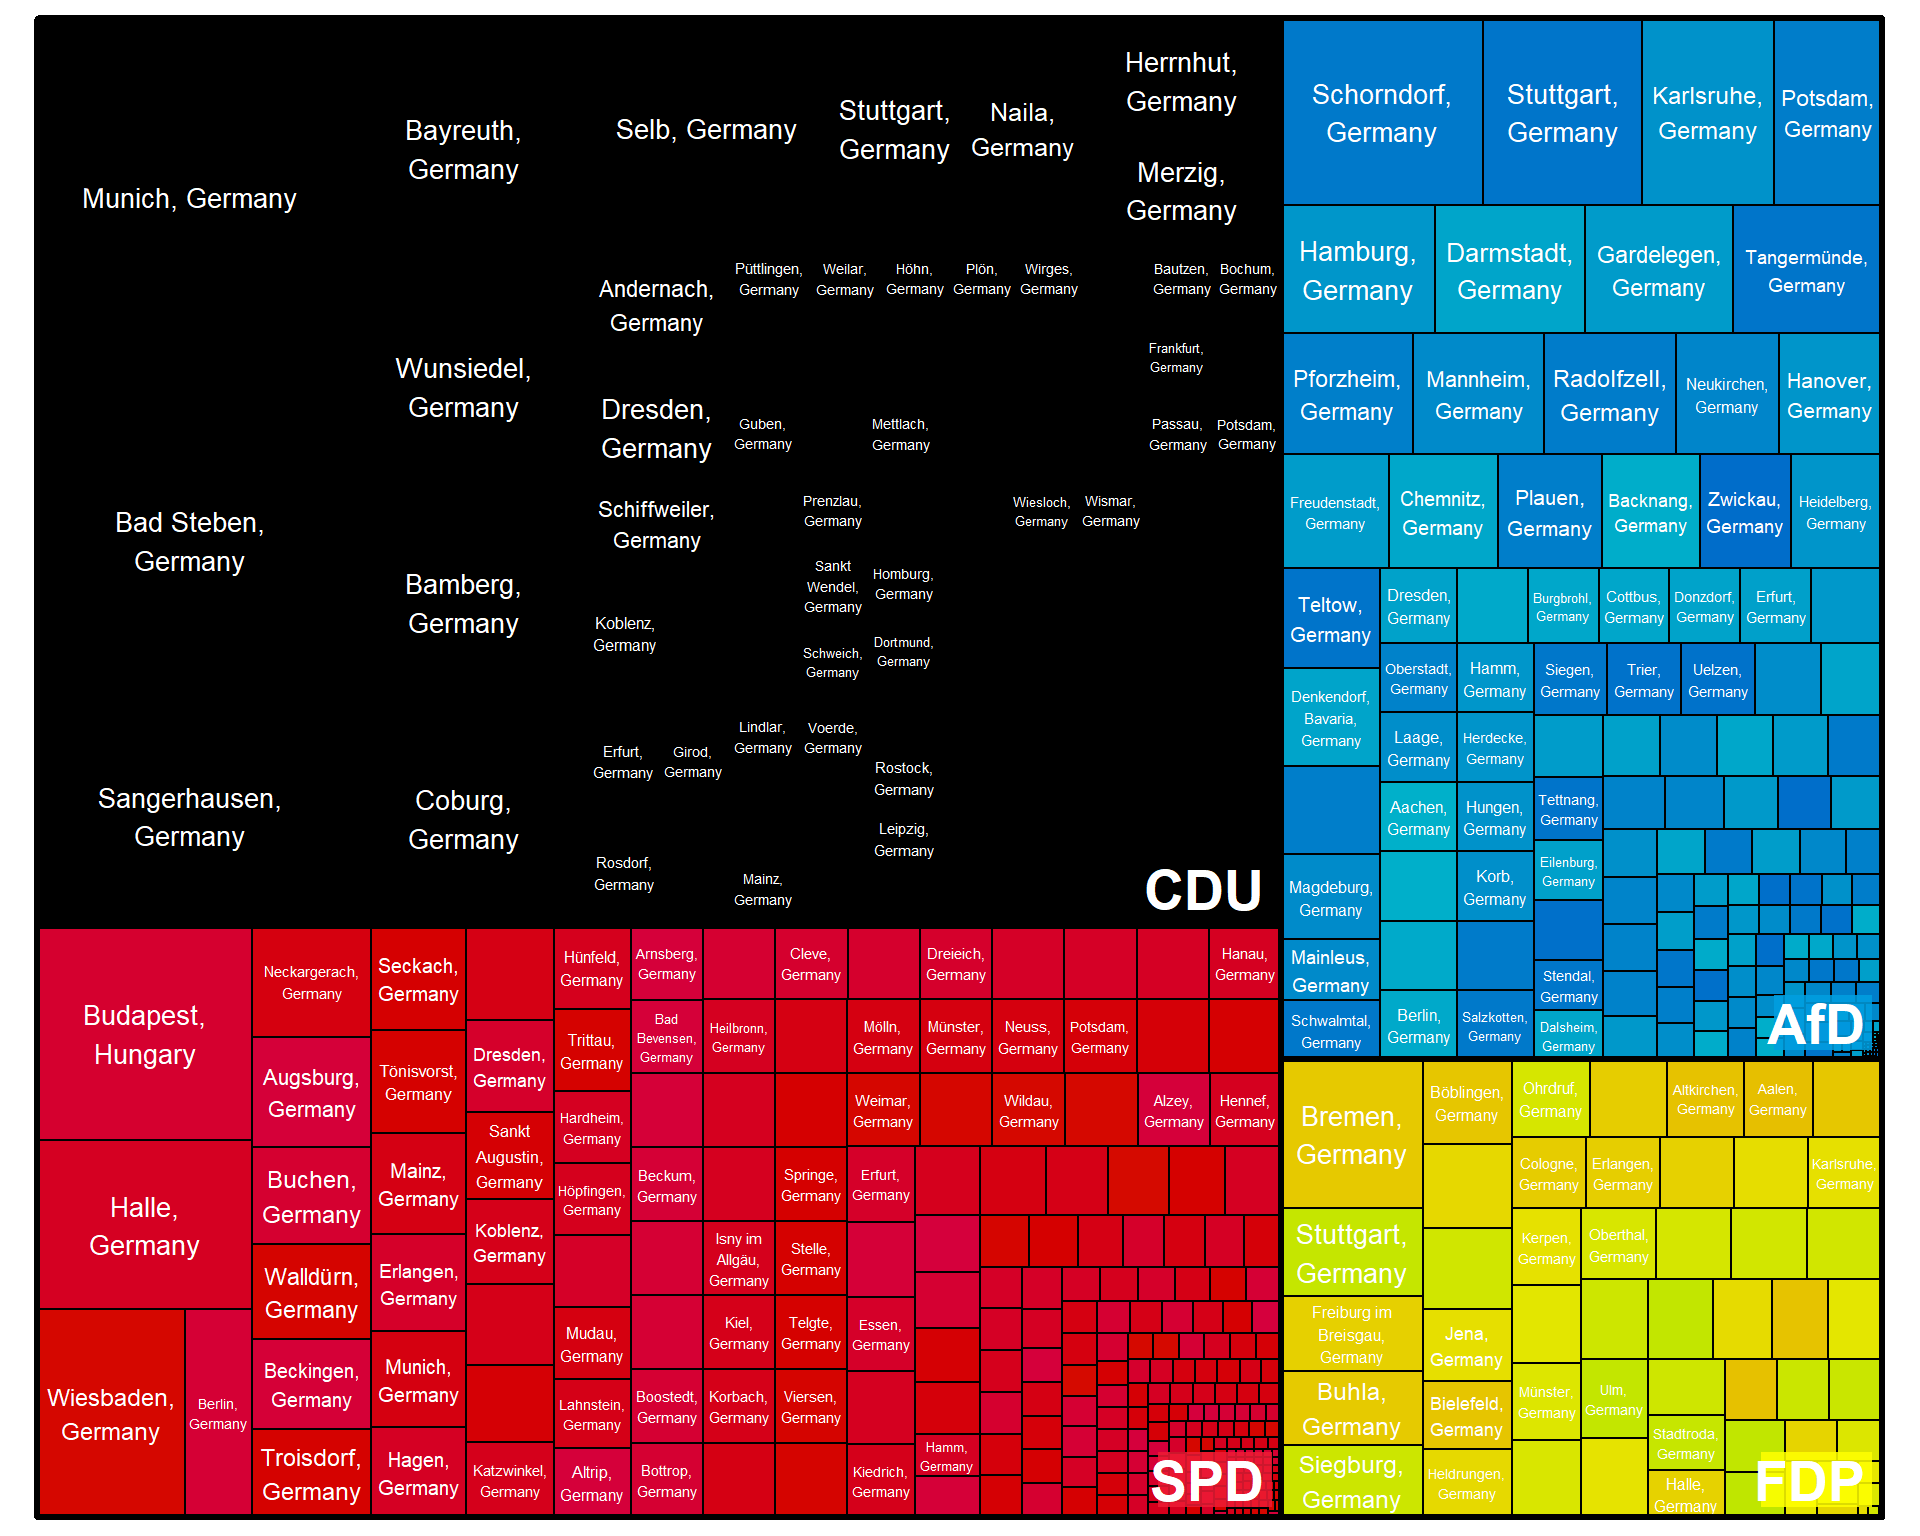 Munich, Germany
Bad Steben,
Germany
Sangerhausen,
Germany
Bayreuth,
Germany
Wunsiedel,
Germany
Bamberg,
Germany
Coburg,
Germany
Selb, Germany
Stuttgart,
Germany
Naila,
Germany
Herrnhut,
Germany
Merzig,
Germany
Andernach,
Germany
Dresden,
Germany
Schiffweiler,
Germany
Koblenz,
Germany
Erfurt,
Germany
Girod,
Germany
Rosdorf,
Germany
Püttlingen,
Germany
Weilar,
Germany
Höhn,
Germany
Plön,
Germany
Wirges,
Germany
Bautzen,
Germany
Bochum,
Germany
Frankfurt,
Germany
Guben,
Germany
Mettlach,
Germany
Passau,
Germany
Potsdam,
Germany
Prenzlau,
Germany
Wiesloch,
Germany
Wismar,
Germany
Sankt
Wendel,
Germany
Homburg,
Germany
Schweich,
Germany
Dortmund,
Germany
Lindlar,
Germany
Voerde,
Germany
Rostock,
Germany
Leipzig,
Germany
Mainz,
Germany
CDU
Schorndorf,
Germany
Stuttgart,
Germany
Karlsruhe,
Germany
Potsdam,
Germany
Hamburg,
Germany
Darmstadt,
Germany
Gardelegen,
Germany
Tangermünde,
Germany
Pforzheim,
Germany
Mannheim,
Germany
Radolfzell,
Germany
Neukirchen,
Germany
Hanover,
Germany
Freudenstadt,
Germany
Chemnitz,
Germany
Plauen,
Germany
Backnang,
Germany
Zwickau,
Germany
Heidelberg,
Germany
Teltow,
Germany
Dresden,
Germany
Burgbrohl,
Germany
Cottbus,
Germany
Donzdorf,
Germany
Erfurt,
Germany
Denkendorf,
Bavaria,
Germany
Oberstadt,
Germany
Hamm,
Germany
Siegen,
Germany
Trier,
Germany
Uelzen,
Germany
Laage,
Germany
Herdecke,
Germany
Aachen,
Germany
Hungen,
Germany
Tettnang,
Germany
Magdeburg,
Germany
Korb,
Germany
Eilenburg,
Germany
Mainleus,
Germany
Stendal,
Germany
Schwalmtal,
Germany
Berlin,
Germany
Salzkotten,
Germany
Dalsheim,
Germany
AfD
Budapest,
Hungary
Halle,
Germany
Wiesbaden,
Germany
Berlin,
Germany
Neckargerach,
Germany
Augsburg,
Germany
Buchen,
Germany
Walldürn,
Germany
Beckingen,
Germany
Troisdorf,
Germany
Seckach,
Germany
Tönisvorst,
Germany
Mainz,
Germany
Erlangen,
Germany
Munich,
Germany
Hagen,
Germany
Dresden,
Germany
Sankt
Augustin,
Germany
Koblenz,
Germany
Katzwinkel,
Germany
Hünfeld,
Germany
Trittau,
Germany
Hardheim,
Germany
Höpfingen,
Germany
Mudau,
Germany
Lahnstein,
Germany
Altrip,
Germany
Arnsberg,
Germany
Bad
Bevensen,
Germany
Beckum,
Germany
Boostedt,
Germany
Bottrop,
Germany
Heilbronn,
Germany
Isny im
Allgäu,
Germany
Kiel,
Germany
Korbach,
Germany
Cleve,
Germany
Springe,
Germany
Stelle,
Germany
Telgte,
Germany
Viersen,
Germany
Mölln,
Germany
Weimar,
Germany
Erfurt,
Germany
Essen,
Germany
Kiedrich,
Germany
Dreieich,
Germany
Münster,
Germany
Neuss,
Germany
Potsdam,
Germany
Hanau,
Germany
Wildau,
Germany
Alzey,
Germany
Hennef,
Germany
Hamm,
Germany
SPD
Bremen,
Germany
Stuttgart,
Germany
Freiburg im
Breisgau,
Germany
Buhla,
Germany
Siegburg,
Germany
Böblingen,
Germany
Jena,
Germany
Bielefeld,
Germany
Heldrungen,
Germany
Ohrdruf,
Germany
Altkirchen,
Germany
Aalen,
Germany
Cologne,
Germany
Erlangen,
Germany
Karlsruhe,
Germany
Kerpen,
Germany
Oberthal,
Germany
Münster,
Germany
Ulm,
Germany
Stadtroda,
Germany
Halle,
Germany
FDP